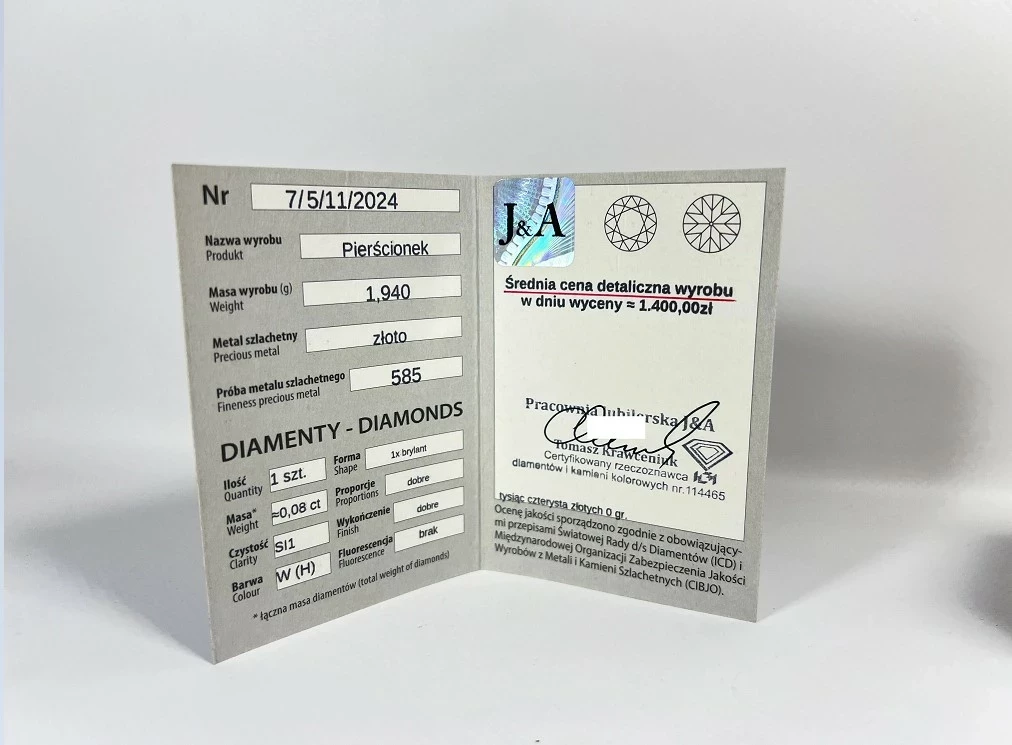 Nr 7/5/11/2024
Nazwa wyrobu Pierścionek
Produkt
Masa wyrobu (g) 1,940
Weight
Metal szlachetny złoto
Precious metal
Próba metalu szlachetnego 585
Fineness precious metal
DIAMENTY - DIAMONDS
Ilość 1 szt.
Quantity
Masa* ≈0,08 ct
Weight
Czystość SI1
Clarity
Barwa W (H)
Colour
Forma 1x brylant
Shape
Proporcje dobre
Proportions
Wykończenie dobre
Finish
Fluorescencja brak
Fluorescence
* łączna masa diamentów (total weight of diamonds)
J&A
Średnia cena detaliczna wyrobu
w dniu wyceny ≈ 1.400,00zł
Pracownia Jubilerska J&A
Tomasz Krawczeniuk
Certyfikowany rzeczoznawca
diamentów i kamieni kolorowych nr.114465
tysiąc czterysta złotych 0 gr.
Ocenę jakości sporządzono zgodnie z obowiązujący-
mi przepisami Światowej Rady d/s Diamentów (ICD) i
Międzynarodowej Organizacji Zabezpieczenia Jakości
Wyrobów z Metali i Kamieni Szlachetnych (CIBJO).